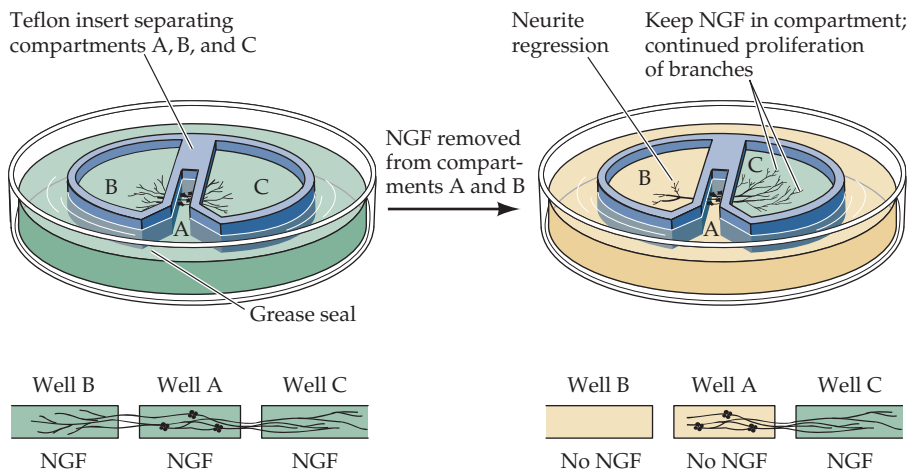 Teflon insert separating
compartments A, B, and C
Neurite
regression
Keep NGF in compartment;
continued proliferation
of branches
B
C
A
NGF removed
from compart-
ments A and B
B
C
A
Grease seal
Well B
Well A
Well C
NGF
NGF
NGF
Well B
Well A
Well C
No NGF
No NGF
NGF